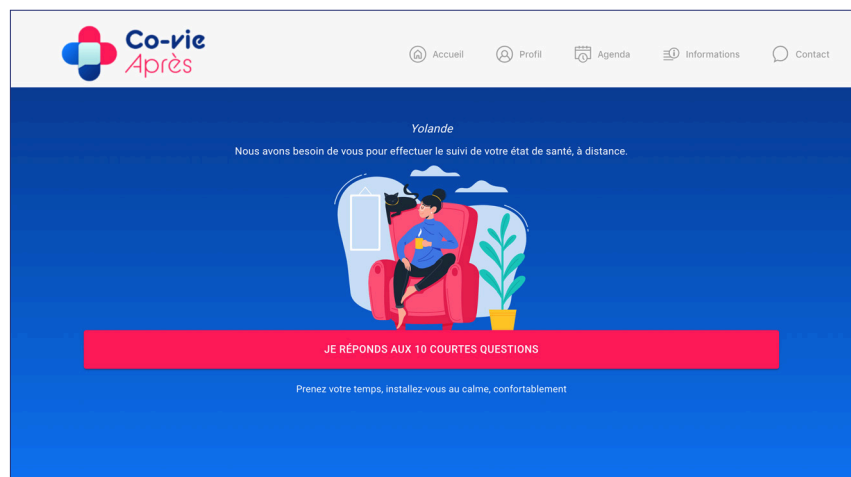 Co-vie
Après
Accueil
Profil
Agenda
Informations
Contact
Yolande
Nous avons besoin de vous pour effectuer le suivi de votre état de santé, à distance.
JE RÉPONDS AUX 10 COURTES QUESTIONS
Prenez votre temps, installez-vous au calme, confortablement